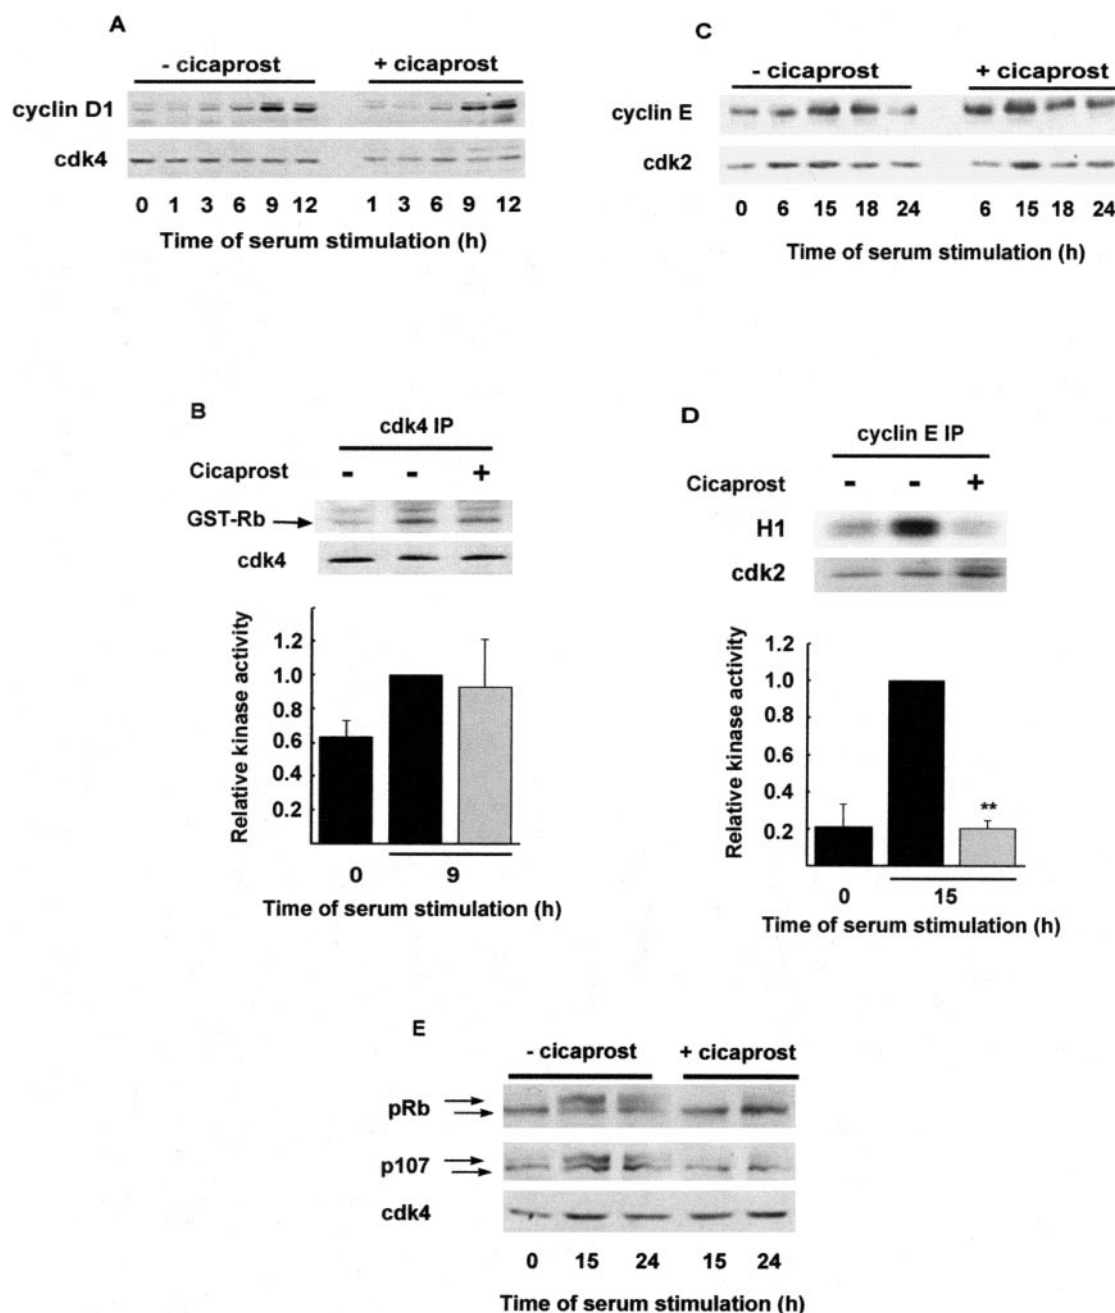 A
- cicaprost + cicaprost
cyclin D1
cdk4
0 1 3 6 9 12 1 3 6 9 12
Time of serum stimulation (h)
C
- cicaprost + cicaprost
cyclin E
cdk2
0 6 15 18 24 6 15 18 24
Time of serum stimulation (h)
B
cdk4 IP
Cicaprost - - +
GST-Rb
cdk4
Relative kinase activity
1.2
1.0
0.8
0.6
0.4
0.2
0 9
Time of serum stimulation (h)
D
cyclin E IP
Cicaprost - - +
H1
cdk2
Relative kinase activity
1.2
1.0
0.8
0.6
0.4
0.2
**
0 15
Time of serum stimulation (h)
E
- cicaprost + cicaprost
pRb
p107
cdk4
0 15 24 15 24
Time of serum stimulation (h)